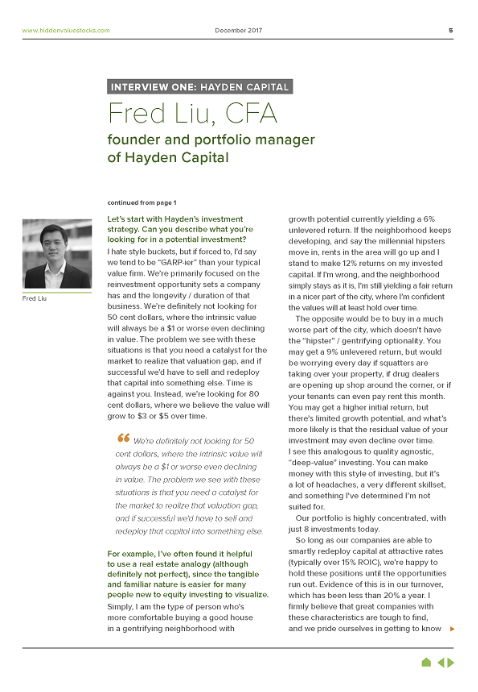 www.hiddenvaluestocks.com
December 2017
5
INTERVIEW ONE: HAYDEN CAPITAL
Fred Liu, CFA
founder and portfolio manager
of Hayden Capital
continued from page 1
Fred Liu
Let's start with Hayden's investment
strategy. Can you describe what you're
looking for in a potential investment?
I hate style buckets, but if forced to, I'd say
we tend to be "GARP-ier" than your typical
value firm. We're primarily focused on the
reinvestment opportunity sets a company
has and the longevity / duration of that
business. We're definitely not looking for
50 cent dollars, where the intrinsic value
will always be a $1 or worse even declining
in value. The problem we see with these
situations is that you need a catalyst for the
market to realize that valuation gap, and if
successful we'd have to sell and redeploy
that capital into something else. Time is
against you. Instead, we're looking for 80
cent dollars, where we believe the value will
grow to $3 or $5 over time.
“ We're definitely not looking for 50
cent dollars, where the intrinsic value will
always be a $1 or worse even declining
in value. The problem we see with these
situations is that you need a catalyst for
the market to realize that valuation gap,
and if successful we'd have to sell and
redeploy that capital into something else.
For example, I've often found it helpful
to use a real estate analogy (although
definitely not perfect), since the tangible
and familiar nature is easier for many
people new to equity investing to visualize.
Simply, I am the type of person who's
more comfortable buying a good house
in a gentrifying neighborhood with
growth potential currently yielding a 6%
unlevered return. If the neighborhood keeps
developing, and say the millennial hipsters
move in, rents in the area will go up and I
stand to make 12% returns on my invested
capital. If I'm wrong, and the neighborhood
simply stays as it is, I'm still yielding a fair return
in a nicer part of the city, where I'm confident
the values will at least hold over time.
The opposite would be to buy in a much
worse part of the city, which doesn't have
the "hipster" / gentrifying optionality. You
may get a 9% unlevered return, but would
be worrying every day if squatters are
taking over your property, if drug dealers
are opening up shop around the corner, or if
your tenants can even pay rent this month.
You may get a higher initial return, but
there's limited growth potential, and what's
more likely is that the residual value of your
investment may even decline over time.
I see this analogous to quality agnostic,
"deep-value" investing. You can make
money with this style of investing, but it's
a lot of headaches, a very different skillset,
and something I've determined I'm not
suited for.
Our portfolio is highly concentrated, with
just 8 investments today.
So long as our companies are able to
smartly redeploy capital at attractive rates
(typically over 15% ROIC), we're happy to
hold these positions until the opportunities
run out. Evidence of this is in our turnover,
which has been less than 20% a year. I
firmly believe that great companies with
these characteristics are tough to find,
and we pride ourselves in getting to know